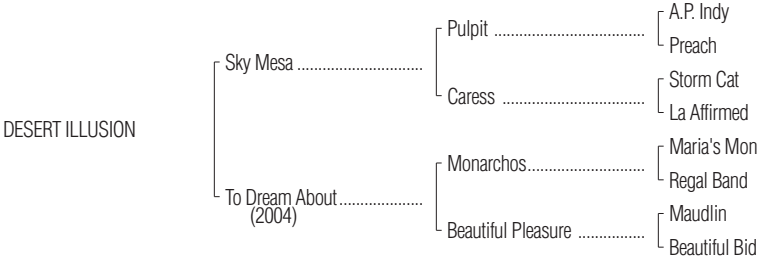 A.P. Indy
Pulpit ..............................................
Preach
Sky Mesa ..............................
Storm Cat
Caress ...........................................
La Affirmed
DESERT ILLUSION
Maria's Mon
Monarchos...................................
Regal Band
To Dream About....................
(2004)
Maudlin
Beautiful Pleasure ................
Beautiful Bid